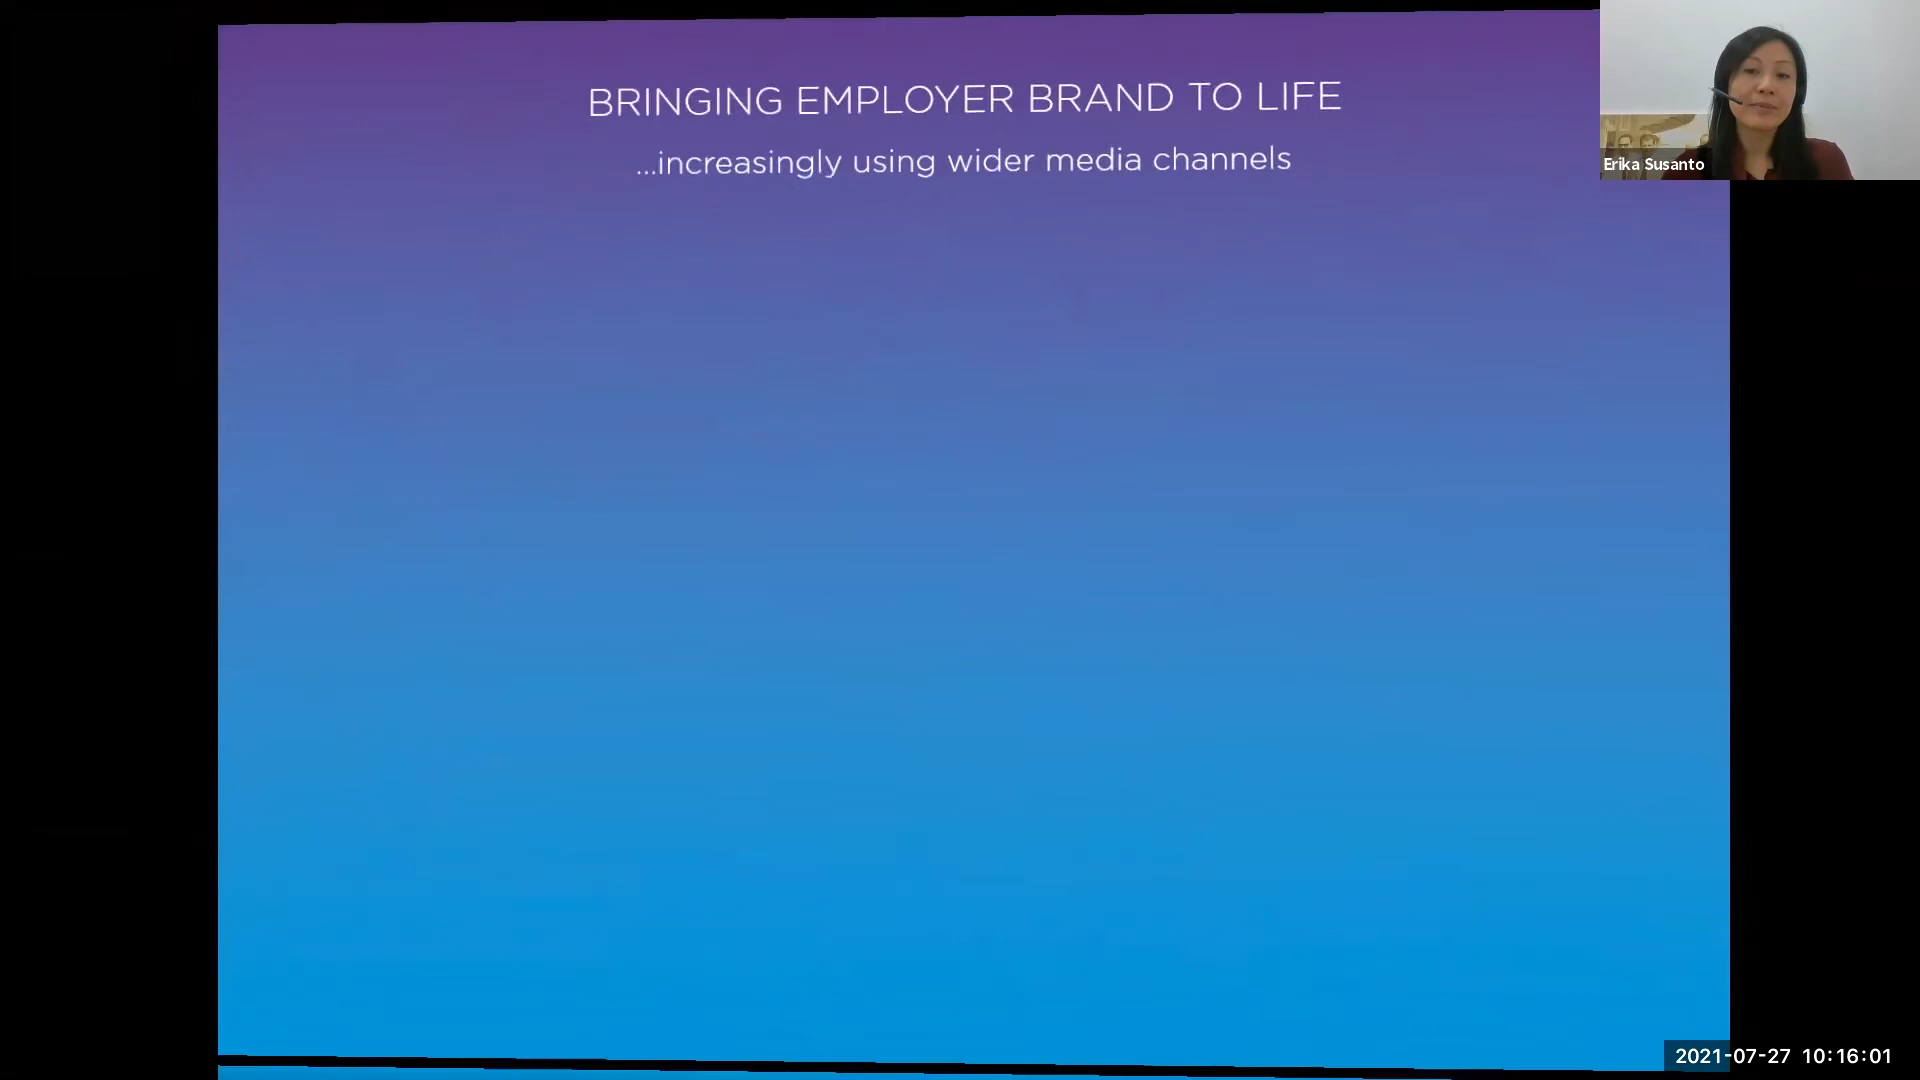 BRINGING EMPLOYER BRAND TO LIFE
...increasingly using wider media channels
Erika Susanto
2021-07-27 10:16:01